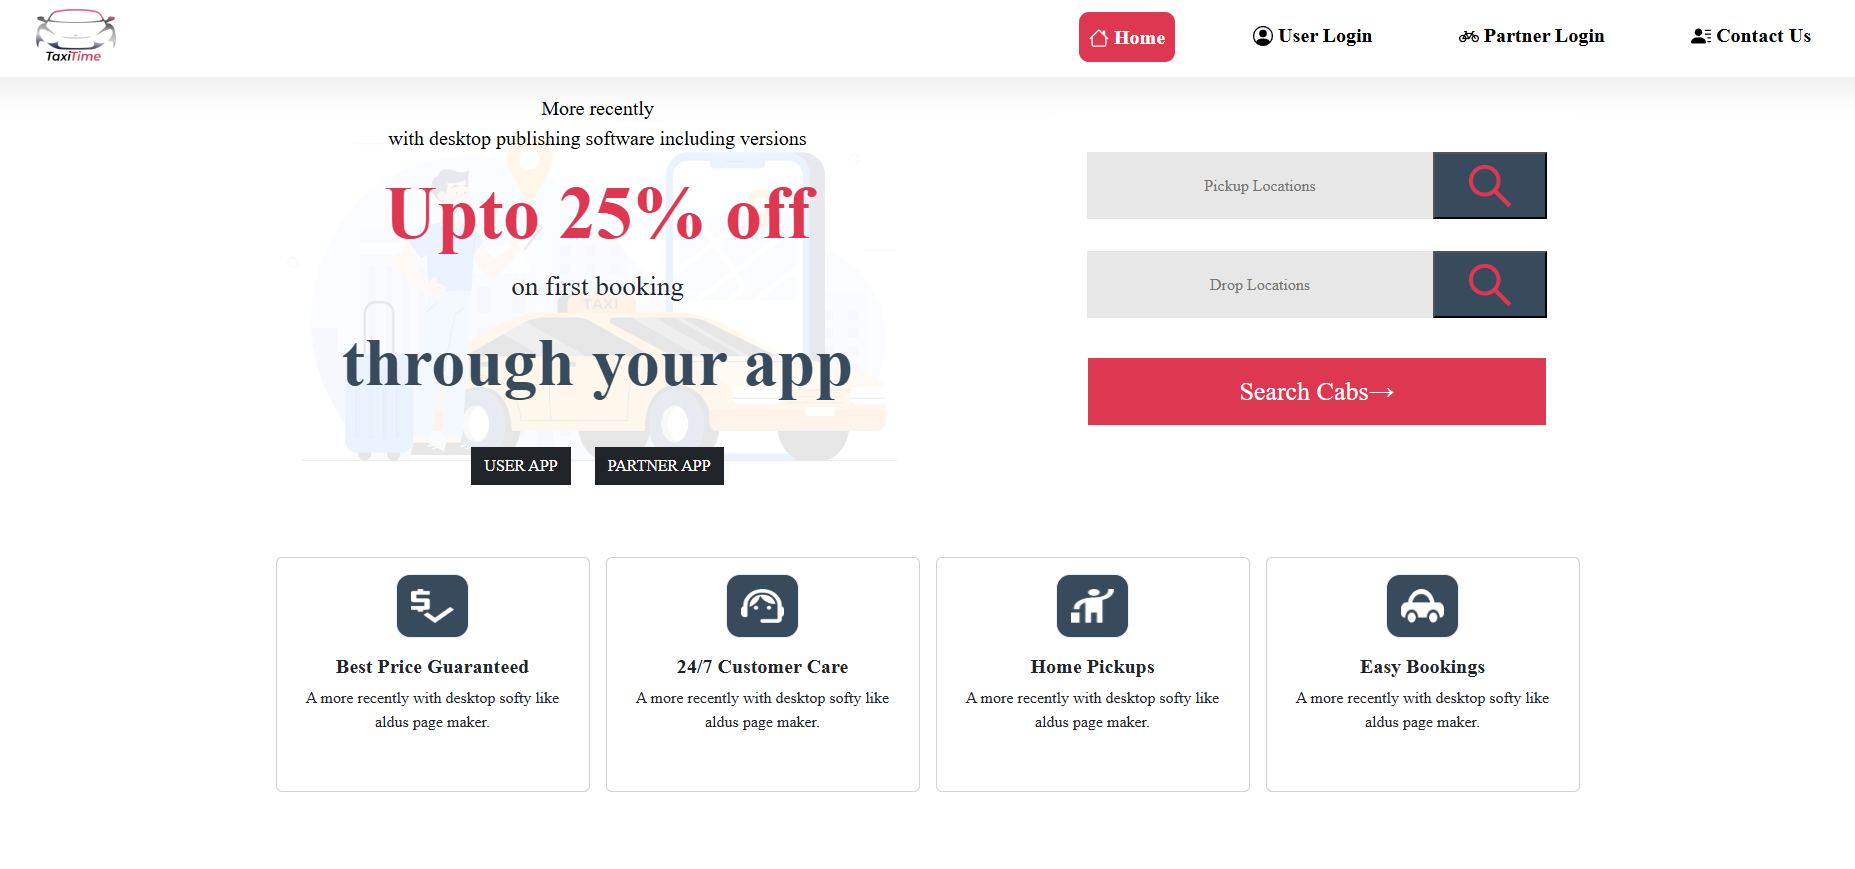 TaxiTime
Home
User Login
Partner Login
Contact Us
More recently
with desktop publishing software including versions
Upto 25% off
on first booking
TAXI
through your app
USER APP
PARTNER APP
Pickup Locations
Drop Locations
Search Cabs→
Best Price Guaranteed
A more recently with desktop softy like
aldus page maker.
24/7 Customer Care
A more recently with desktop softy like
aldus page maker.
Home Pickups
A more recently with desktop softy like
aldus page maker.
Easy Bookings
A more recently with desktop softy like
aldus page maker.